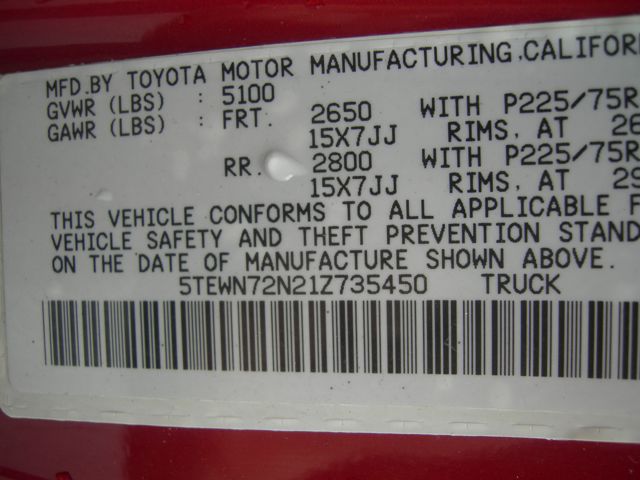 MFD.BY TOYOTA MOTOR MANUFACTURING.CALIFOR
GVWR (LBS) : 5100
GAWR (LBS) : FRT. 2650 WITH P225/75R
15X7JJ RIMS, AT 26
RR. 2800 WITH P225/75R
15X7JJ RIMS, AT 29
THIS VEHICLE CONFORMS TO ALL APPLICABLE F
VEHICLE SAFETY AND THEFT PREVENTION STAND
ON THE DATE OF MANUFACTURE SHOWN ABOVE.
5TEWN72N21Z735450 TRUCK